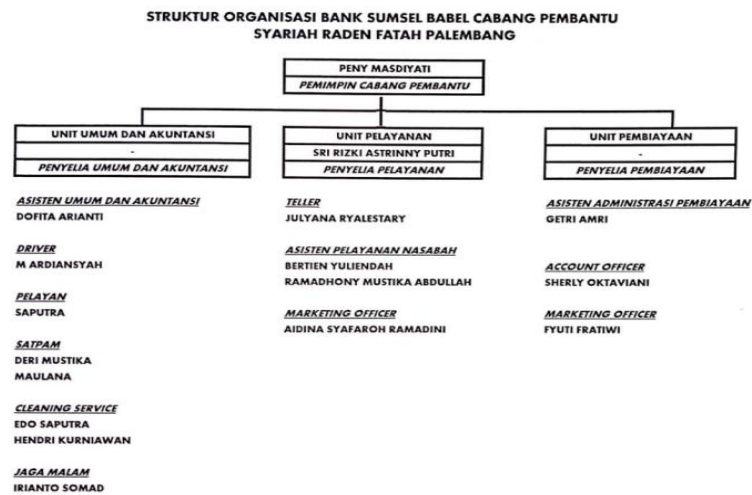 STRUKTUR ORGANISASI BANK SUMSEL BABEL CABANG PEMBANTU
SYARIAH RADEN FATAH PALEMBANG
PENY MASDIYATI
PEMIMPIN CABANG PEMBANTU
UNIT UMUM DAN AKUNTANSI
-
PENYELIA UMUM DAN AKUNTANSI
ASISTEN UMUM DAN AKUNTANSI
DOFITA ARIANTI
DRIVER
M ARDIANSYAH
PELAYAN
SAPUTRA
SATPAM
DERI MUSTIKA
MAULANA
CLEANING SERVICE
EDO SAPUTRA
HENDRI KURNIAWAN
JAGA MALAM
IRIANTO SOMAD
UNIT PELAYANAN
SRI RIZKI ASTRINNY PUTRI
PENYELIA PELAYANAN
TELLER
JULYANA RYALESTARY
ASISTEN PELAYANAN NASABAH
BERTIEN YULIENDAH
RAMADHONY MUSTIKA ABDULLAH
MARKETING OFFICER
AIDINA SYAFAROH RAMADINI
UNIT PEMBIAYAAN
-
PENYELIA PEMBIAYAAN
ASISTEN ADMINISTRASI PEMBIAYAAN
GETRI AMRI
ACCOUNT OFFICER
SHERLY OKTAVIANI
MARKETING OFFICER
FYUTI FRATIWI